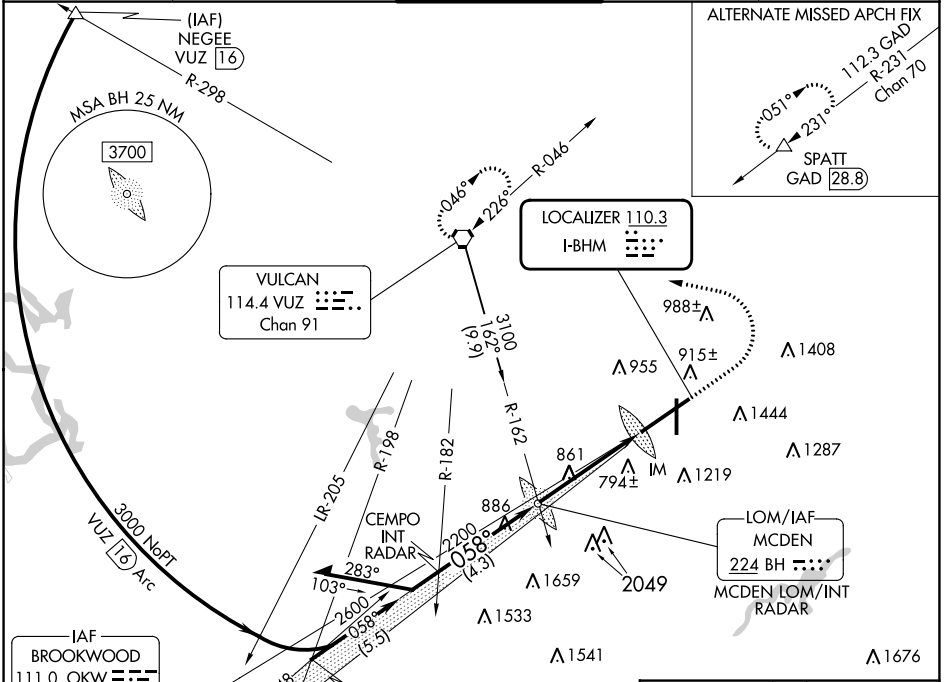 (IAF)
NEGEE
VUZ 16
R-298
MSA BH 25 NM
3700
ALTERNATE MISSED APCH FIX
112.3 GAD
R-231
Chan 70
051°
231°
SPATT
GAD 28.8
R-046
046°
226°
LOCALIZER 110.3
I-BHM
VULCAN
114.4 VUZ
Chan 91
3100
162°
(9.9)
R-162
988±
955
915±
1408
1444
1287
1219
IM
794±
861
886
LR-205
R-198
R-182
CEMPO
INT
RADAR
2200
058°
(4.3)
283°
103°
2600
058°
(5.5)
3000 NoPT
VUZ 16 Arc
2049
1659
1533
1541
1676
LOM/IAF
MCDEN
224 BH
MCDEN LOM/INT
RADAR
IAF
BROOKWOOD
111.0 OKW